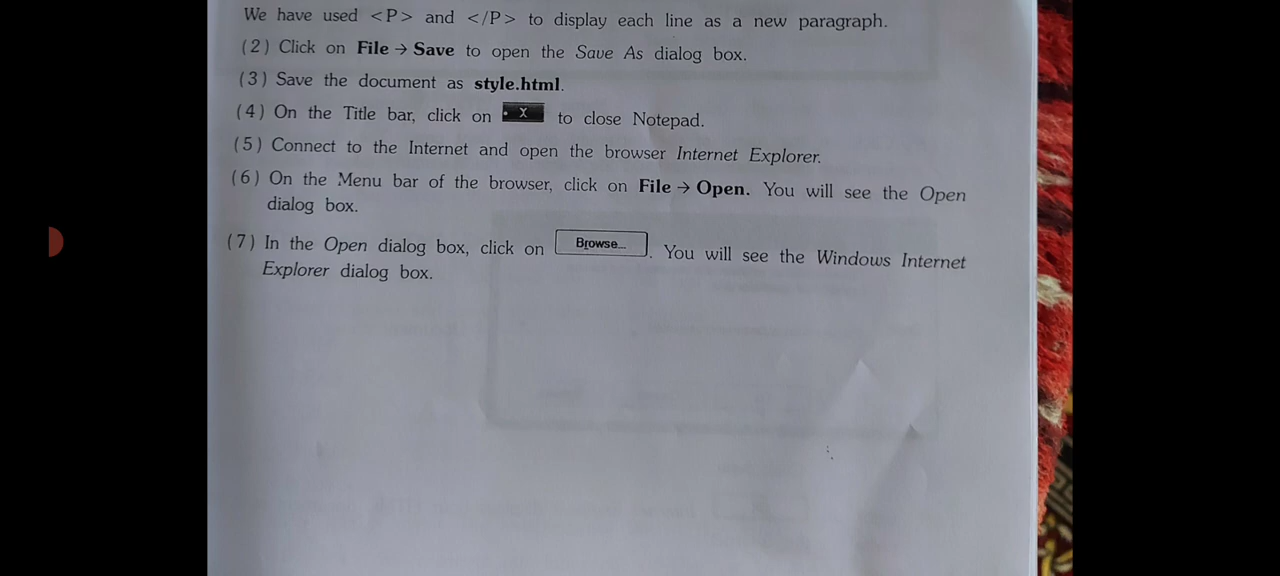 We have used <P> and </P> to display each line as a new paragraph.
(2) Click on File → Save to open the Save As dialog box.
(3) Save the document as style.html.
(4) On the Title bar, click on X to close Notepad.
(5) Connect to the Internet and open the browser Internet Explorer.
(6) On the Menu bar of the browser, click on File → Open. You will see the Open
dialog box.
(7) In the Open dialog box, click on Browse... . You will see the Windows Internet
Explorer dialog box.